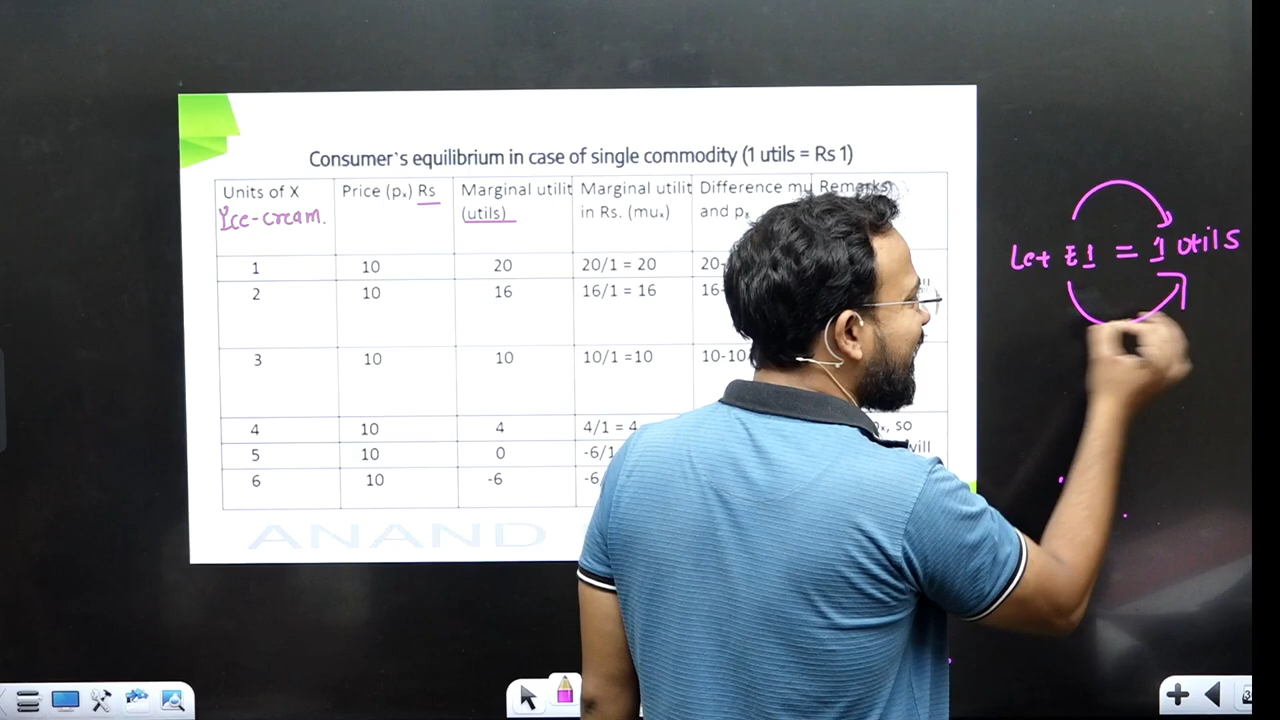 Consumer`s equilibrium in case of single commodity (1 utils = Rs 1)
Units of X Price (pₓ) Rs Marginal utilit Marginal utilit Difference mu Remarks
Ice-cream. (utils) in Rs. (muₓ) and pₓ
1 10 20 20/1 = 20 20-
2 10 16 16/1 = 16 16-
3 10 10 10/1 =10 10-10
4 10 4 4/1 = 4 so
5 10 0 -6/1 will
6 10 -6 -6
Let ₹1 = 1 utils
ANAND